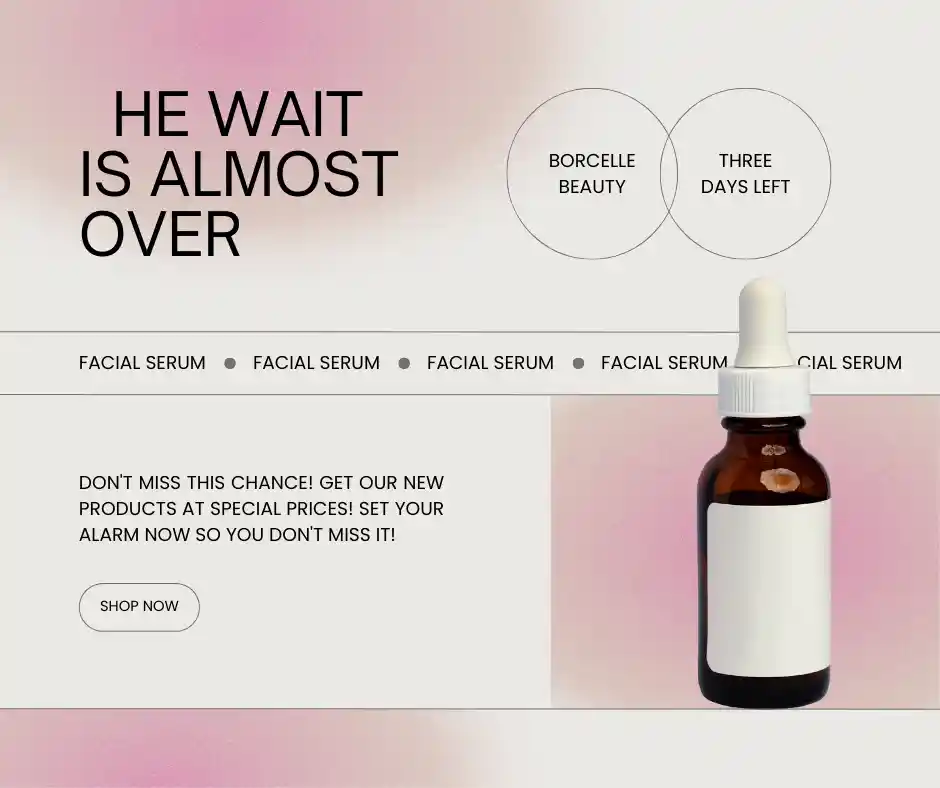 HE WAIT
IS ALMOST
OVER
BORCELLE
BEAUTY
THREE
DAYS LEFT
FACIAL SERUM ● FACIAL SERUM ● FACIAL SERUM ● FACIAL SERUM CIAL SERUM
DON'T MISS THIS CHANCE! GET OUR NEW
PRODUCTS AT SPECIAL PRICES! SET YOUR
ALARM NOW SO YOU DON'T MISS IT!
SHOP NOW